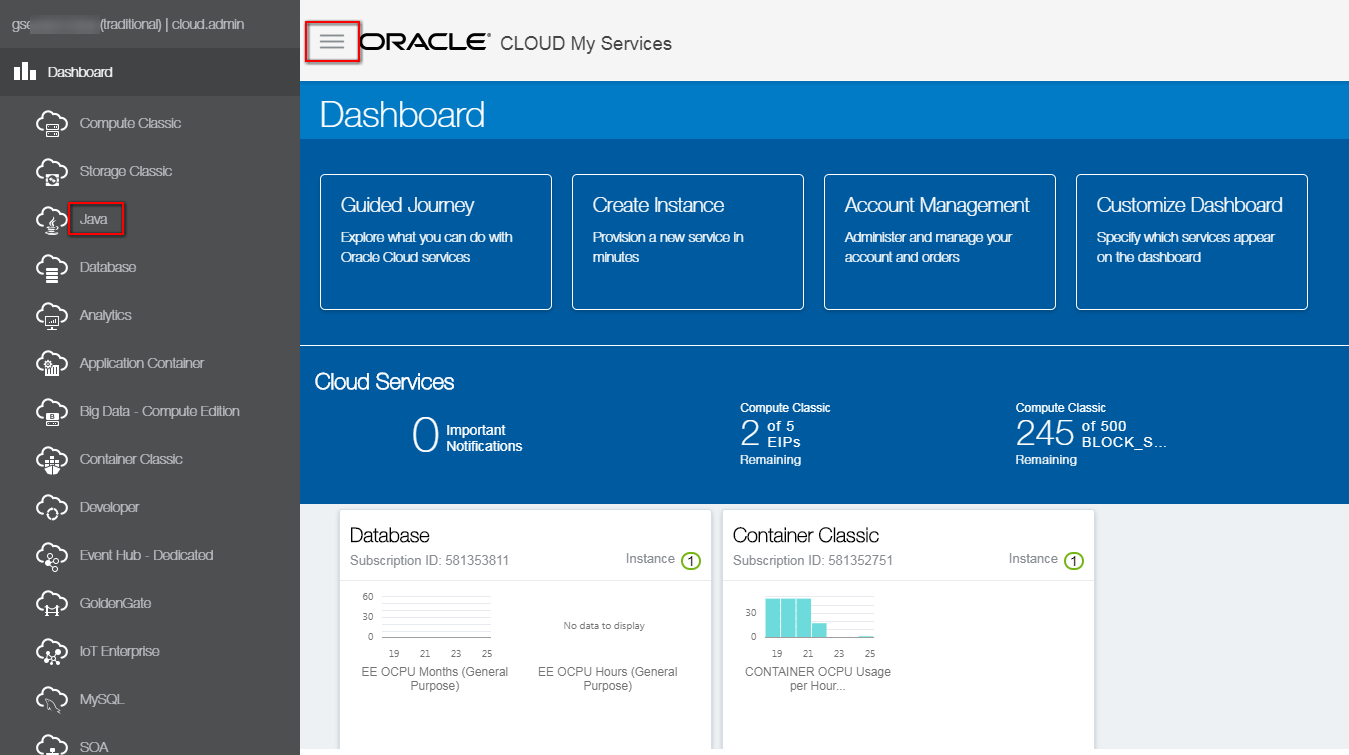 gse (traditional) | cloud.admin
Dashboard
Compute Classic
Storage Classic
Java
Database
Analytics
Application Container
Big Data - Compute Edition
Container Classic
Developer
Event Hub - Dedicated
GoldenGate
IoT Enterprise
MySQL
SOA
ORACLE® CLOUD My Services
Dashboard
Guided Journey
Explore what you can do with
Oracle Cloud services
Create Instance
Provision a new service in
minutes
Account Management
Administer and manage your
account and orders
Customize Dashboard
Specify which services appear
on the dashboard
Cloud Services
0 Important
Notifications
Compute Classic
2 of 5
EIPs
Remaining
Compute Classic
245 of 500
BLOCK_S...
Remaining
Database
Subscription ID: 581353811
Instance 1
60
30
0
19 21 23 25
EE OCPU Months (General
Purpose)
No data to display
EE OCPU Hours (General
Purpose)
Container Classic
Subscription ID: 581352751
Instance 1
30
0
19 21 23 25
CONTAINER OCPU Usage
per Hour...